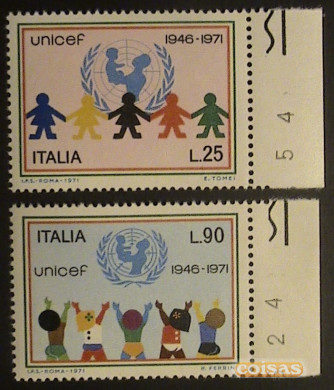 unicef 1946-1971
ITALIA L.25
I.P.S.-ROMA-1971 E. TOMEI
5 4
ITALIA L.90
unicef 1946-1971
I.P.S.-ROMA-1971 P. PERRINI
2 4
coisas